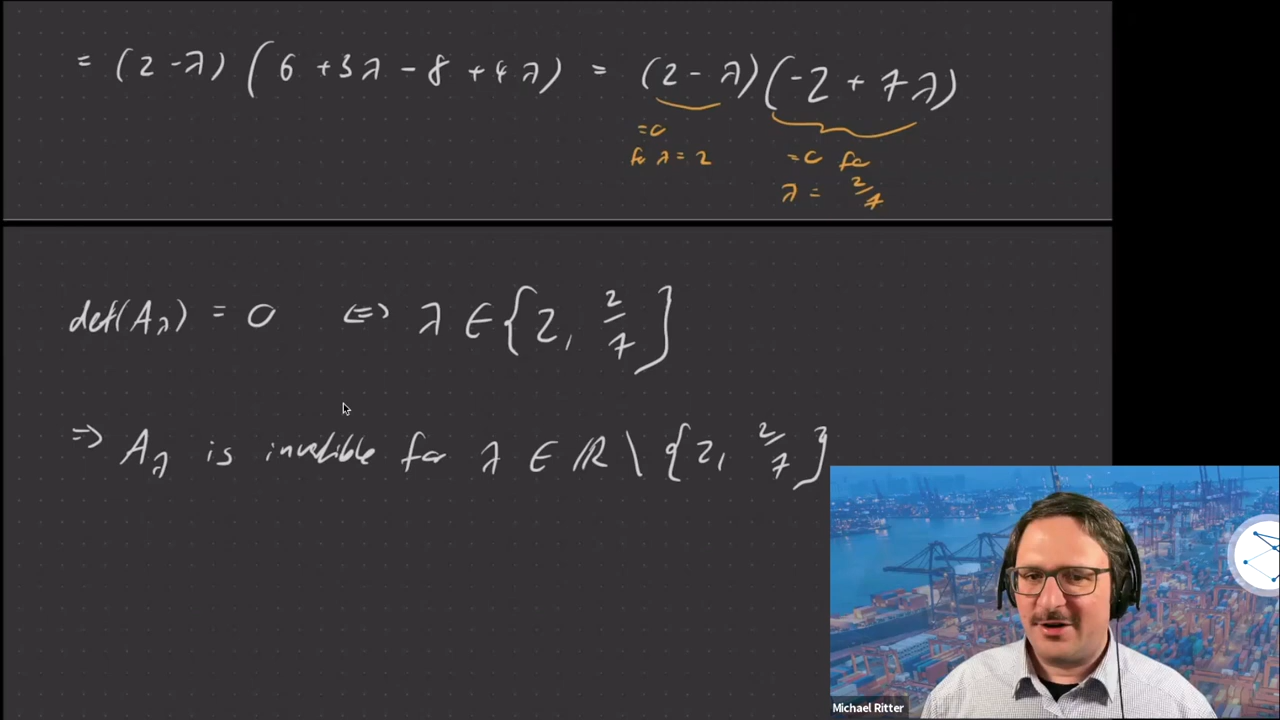 = (2 - λ) (6 + 3λ - 8 + 4λ) = (2 - λ)(-2 + 7λ)
=0
for λ = 2
=0 for
λ = 2/7
det(Aλ) = 0 <=> λ ∈ {2, 2/7}
=> Aλ is invertible for λ ∈ ℝ \ {2, 2/7}
Michael Ritter